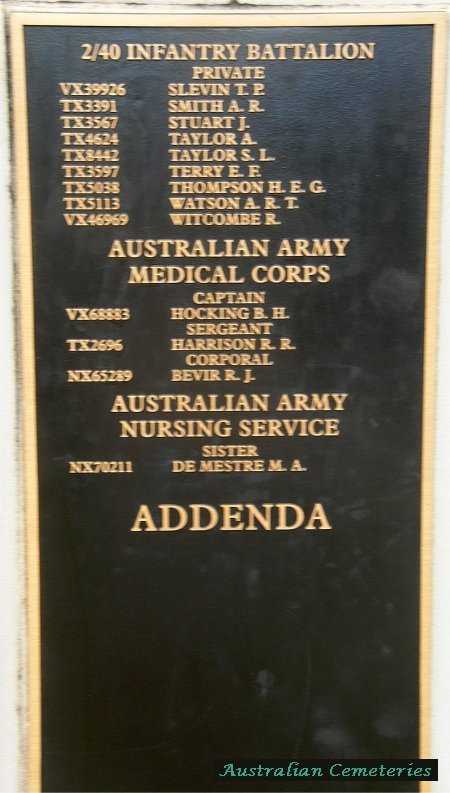 2/40 INFANTRY BATTALION
PRIVATE
VX39926 SLEVIN T. P.
TX3391 SMITH A. R.
TX3567 STUART J.
TX4624 TAYLOR A.
TX8442 TAYLOR S. L.
TX3597 TERRY E. F.
TX5038 THOMPSON H. E. G.
TX5113 WATSON A. R. T.
VX46969 WITCOMBE R.
AUSTRALIAN ARMY
MEDICAL CORPS
CAPTAIN
VX68883 HOCKING B. H.
SERGEANT
TX2696 HARRISON R. R.
CORPORAL
NX65289 BEVIR R. J.
AUSTRALIAN ARMY
NURSING SERVICE
SISTER
NX70211 DE MESTRE M. A.
ADDENDA
Australian Cemeteries